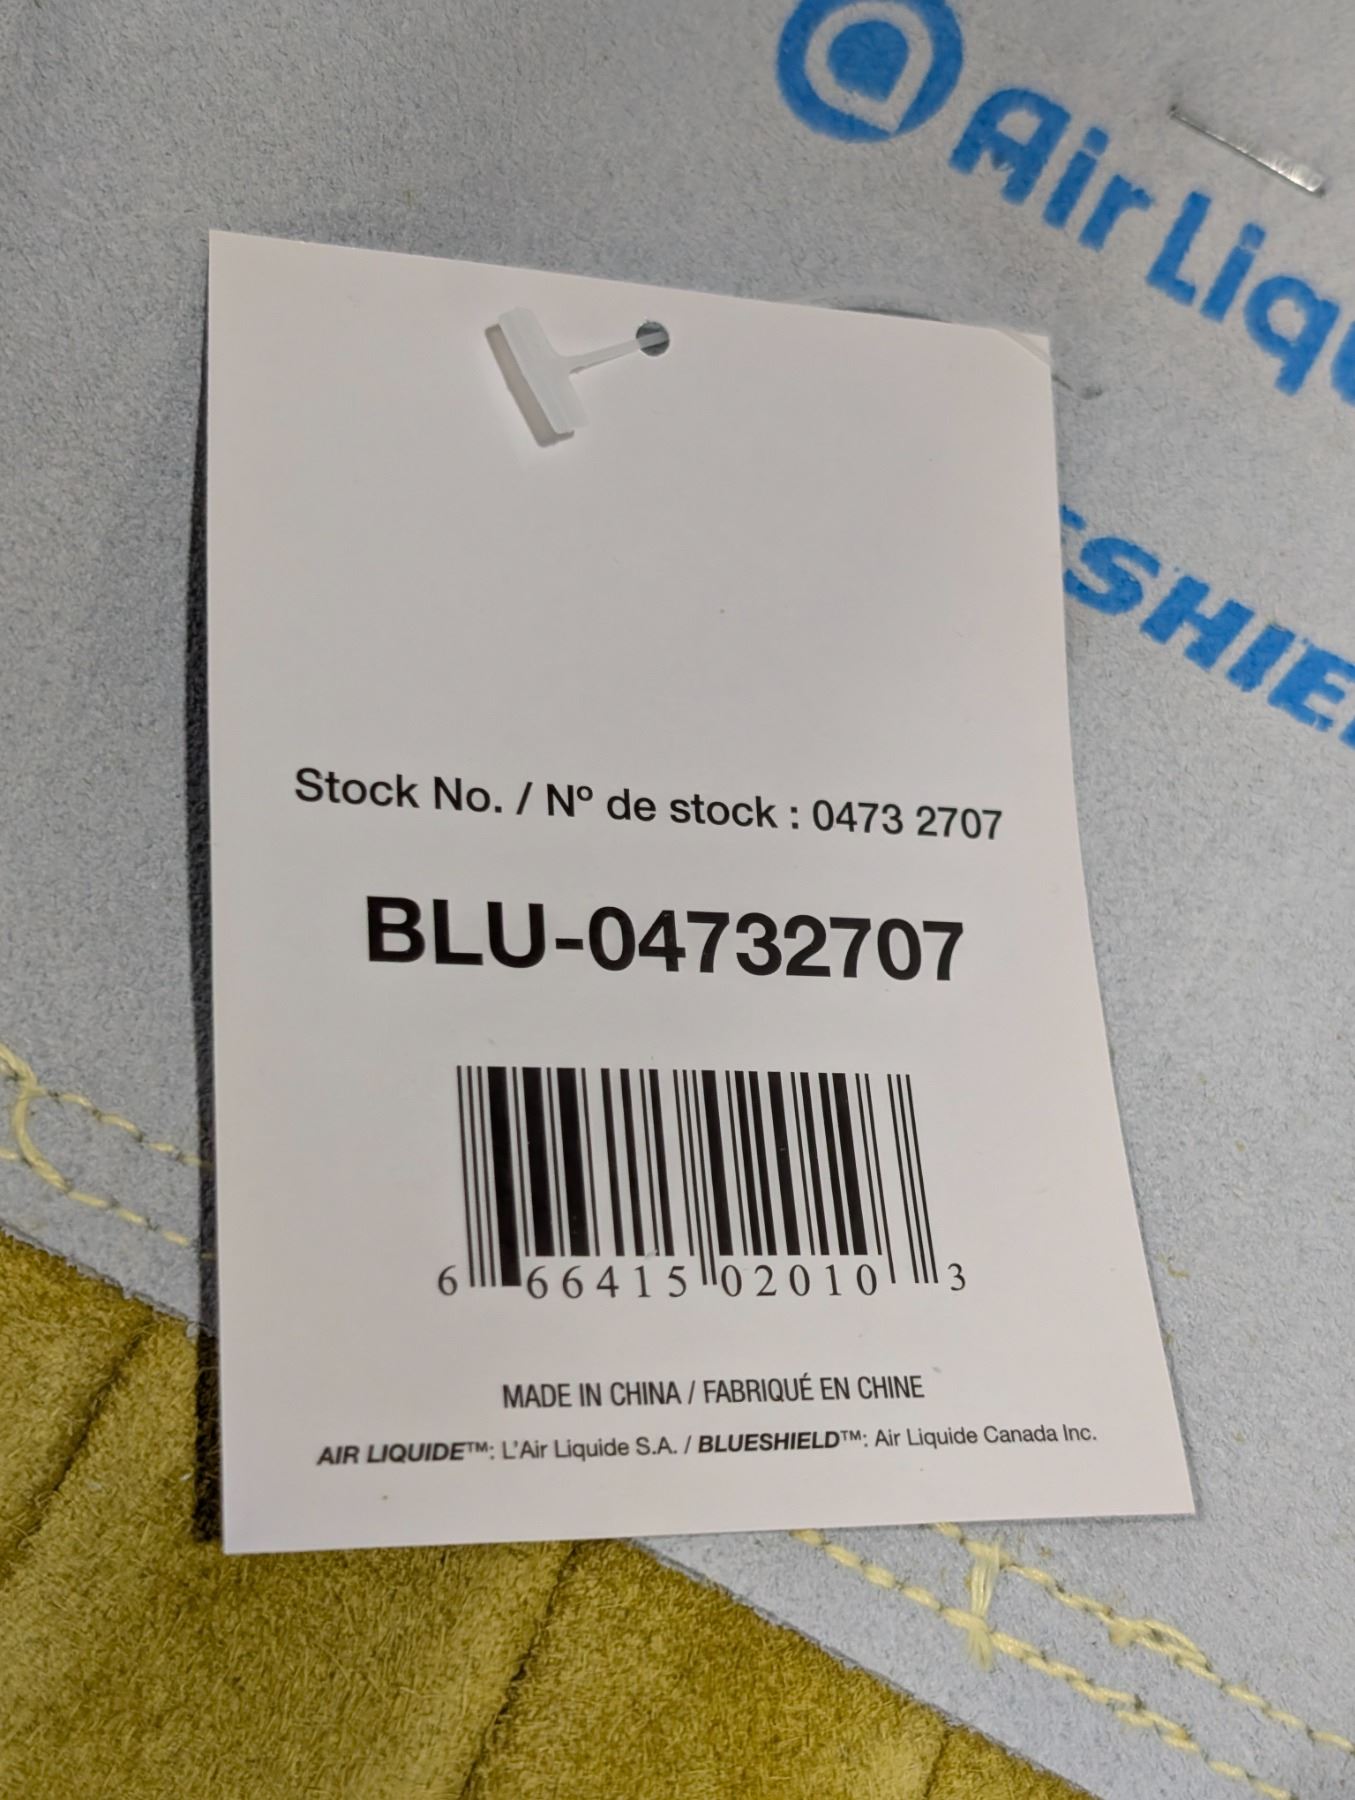 Air Liqu
ESHIE
Stock No. / Nº de stock : 0473 2707
BLU-04732707
6 66415 02010 3
MADE IN CHINA / FABRIQUÉ EN CHINE
AIR LIQUIDE™: L'Air Liquide S.A. / BLUESHIELD™: Air Liquide Canada Inc.